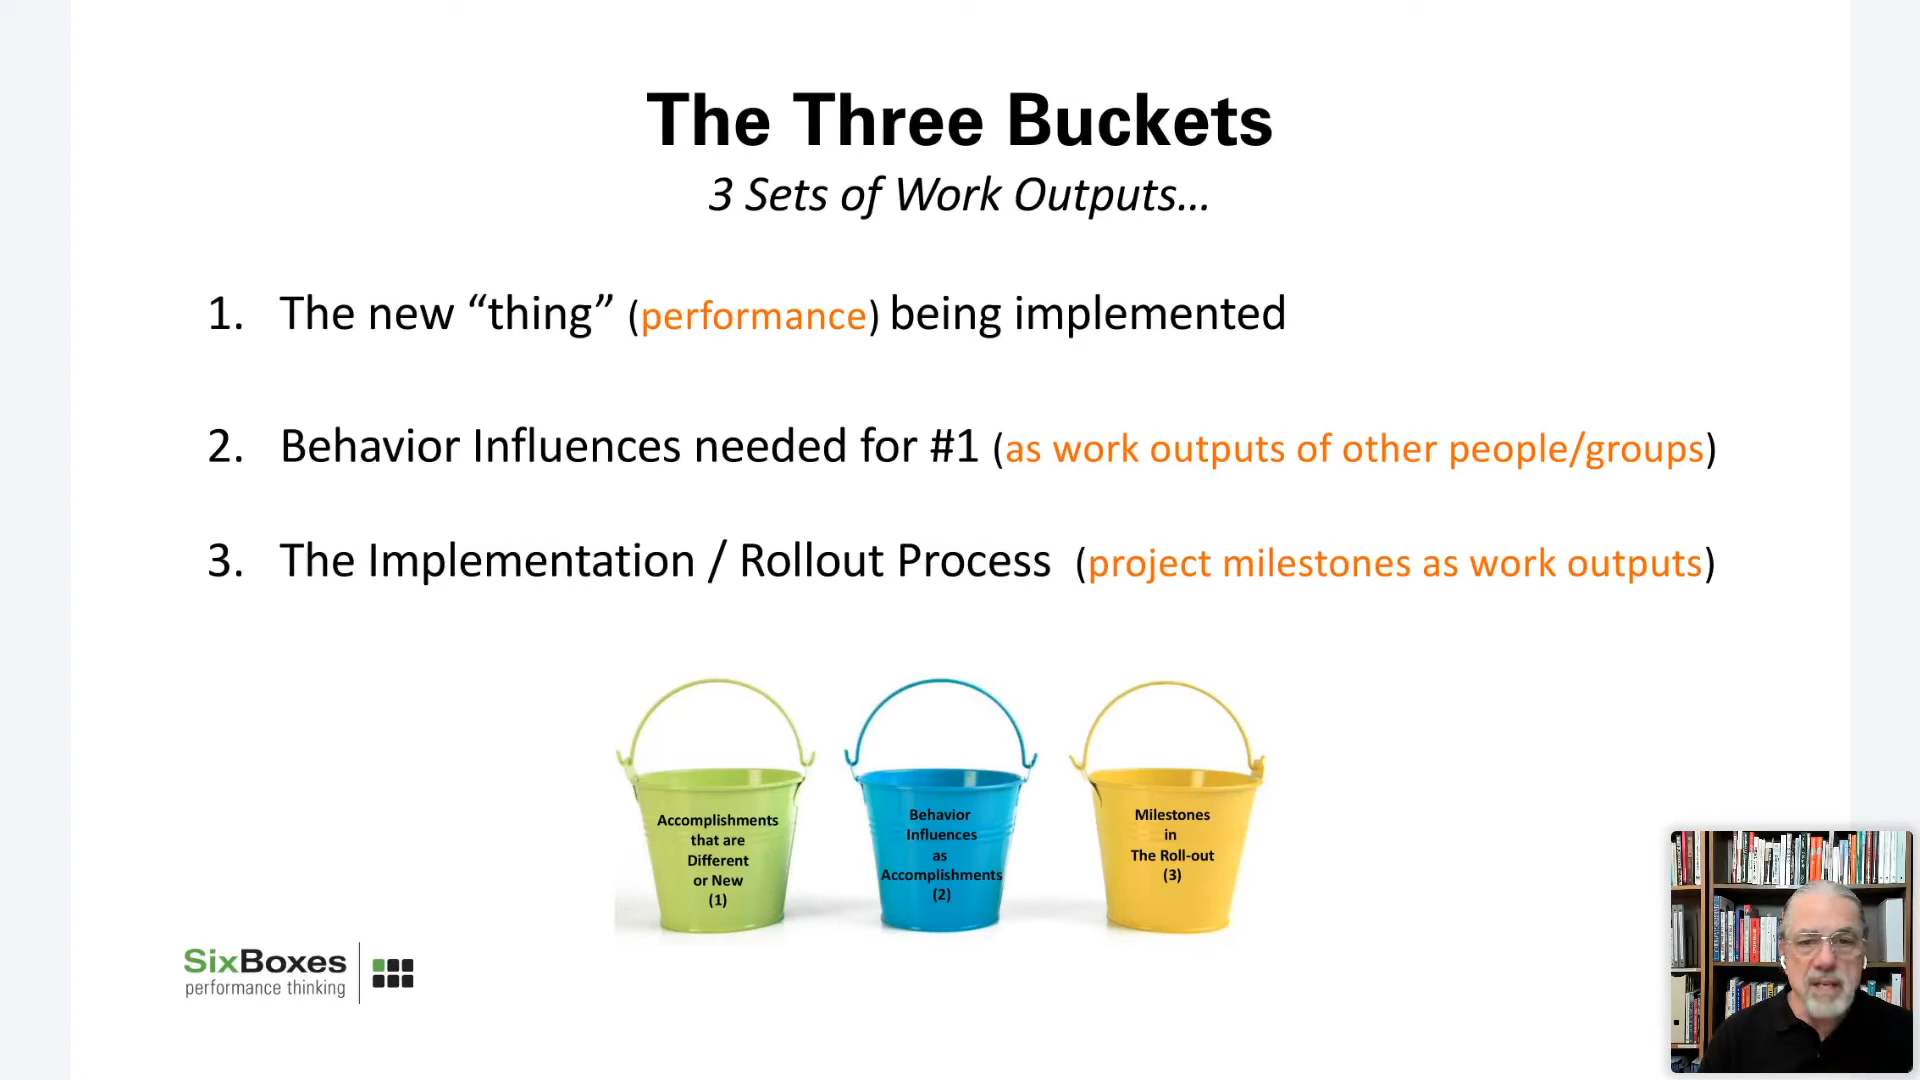 The Three Buckets
3 Sets of Work Outputs...
1. The new “thing” (performance) being implemented
2. Behavior Influences needed for #1 (as work outputs of other people/groups)
3. The Implementation / Rollout Process (project milestones as work outputs)
Accomplishments
that are
Different
or New
(1)
Behavior
Influences
as
Accomplishments
(2)
Milestones
in
The Roll-out
(3)
SixBoxes
performance thinking